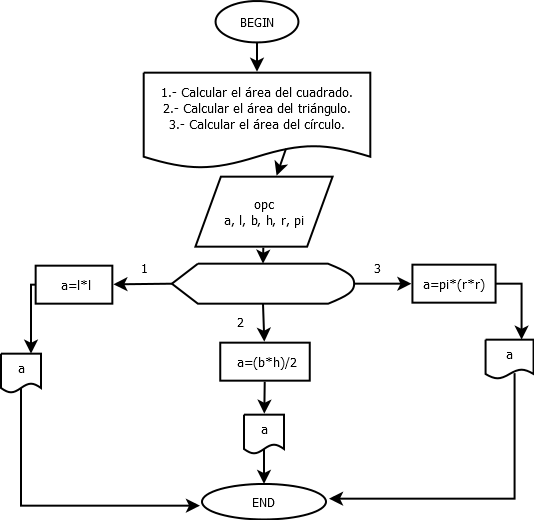 BEGIN
1.- Calcular el área del cuadrado.
2.- Calcular el área del triángulo.
3.- Calcular el área del círculo.
opc
a, l, b, h, r, pi
1
3
a=l*l
a=pi*(r*r)
2
a=(b*h)/2
a
a
a
END